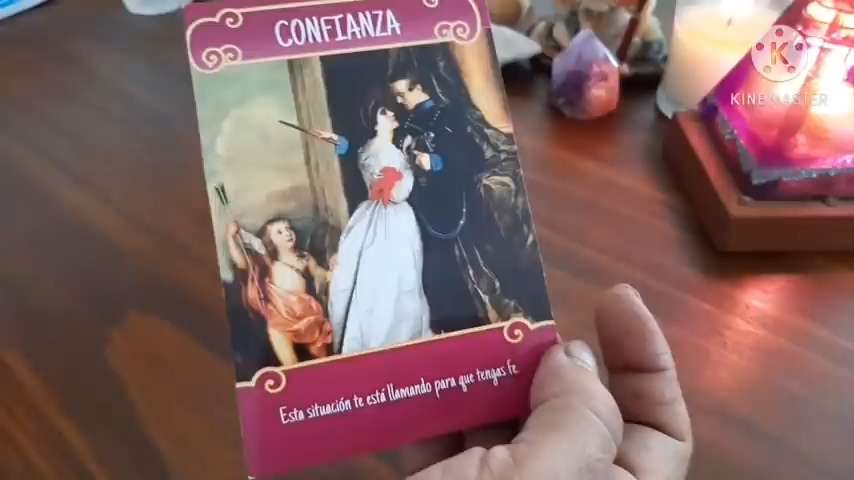 CONFIANZA
K
KINEMASTER
Esta situación te está llamando para que tengas fe.